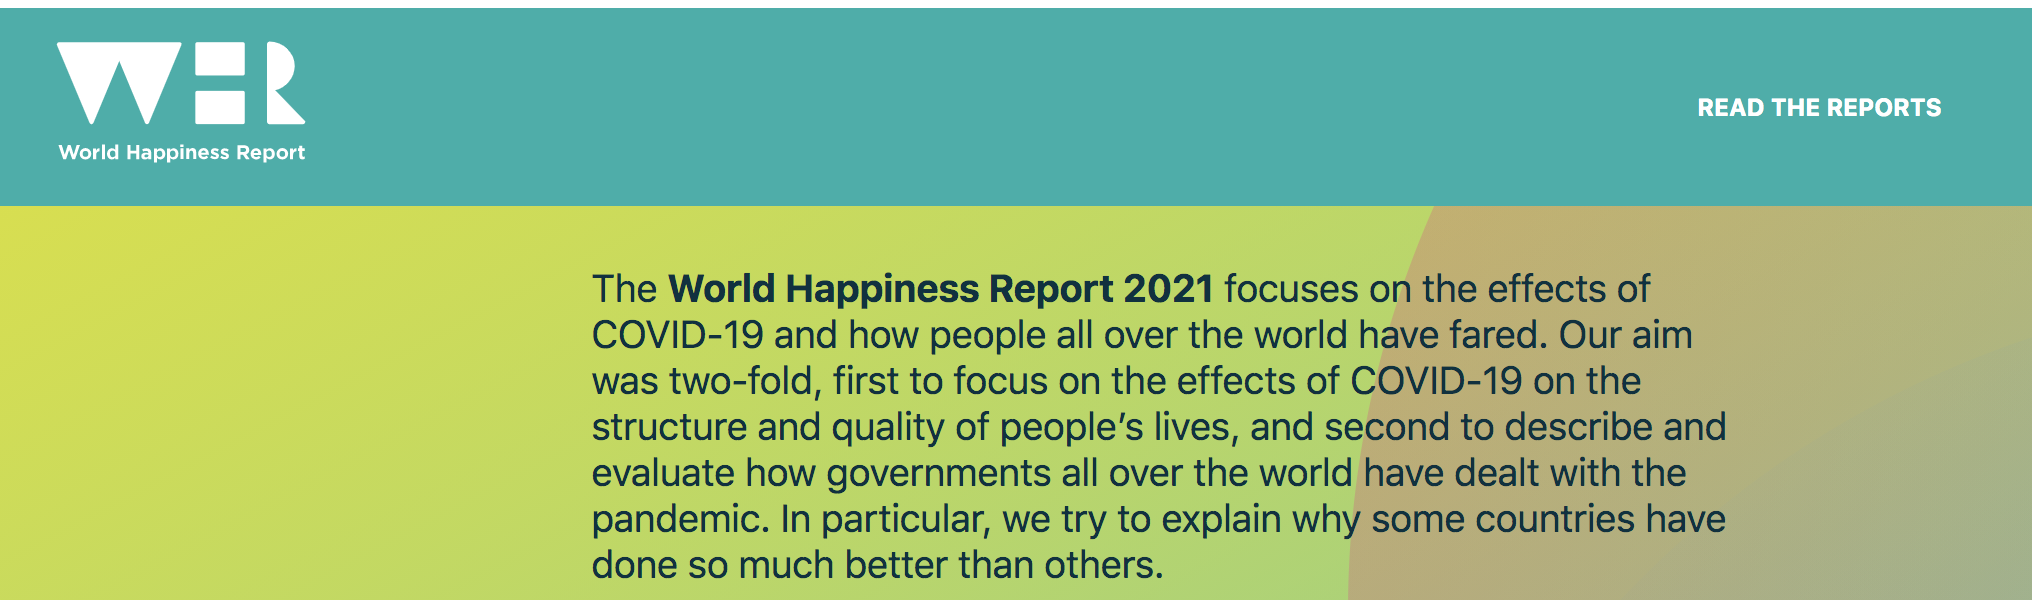 WHR
World Happiness Report
READ THE REPORTS
The World Happiness Report 2021 focuses on the effects of
COVID-19 and how people all over the world have fared. Our aim
was two-fold, first to focus on the effects of COVID-19 on the
structure and quality of people’s lives, and second to describe and
evaluate how governments all over the world have dealt with the
pandemic. In particular, we try to explain why some countries have
done so much better than others.